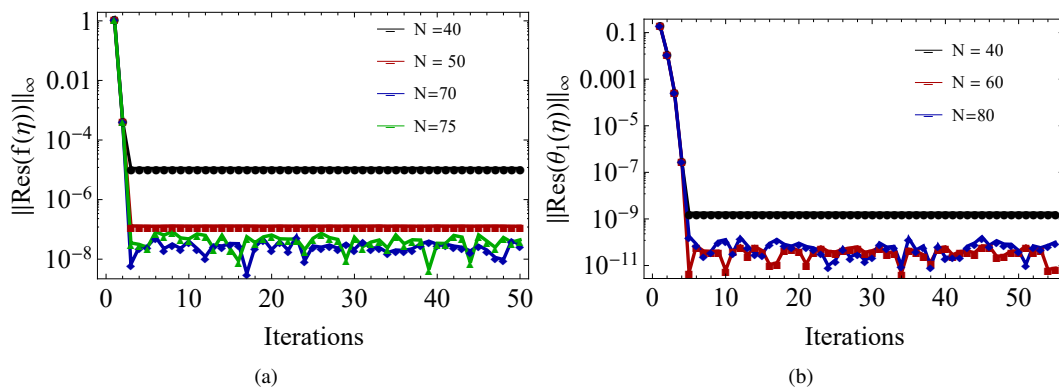 ||Res(f(η))||∞
1
0.01
10⁻⁴
10⁻⁶
10⁻⁸
N =40
N = 50
N=70
N=75
0 10 20 30 40 50
Iterations
(a)
||Res(θ₁(η))||∞
0.1
0.001
10⁻⁵
10⁻⁷
10⁻⁹
10⁻¹¹
N = 40
N = 60
N=80
0 10 20 30 40 50
Iterations
(b)